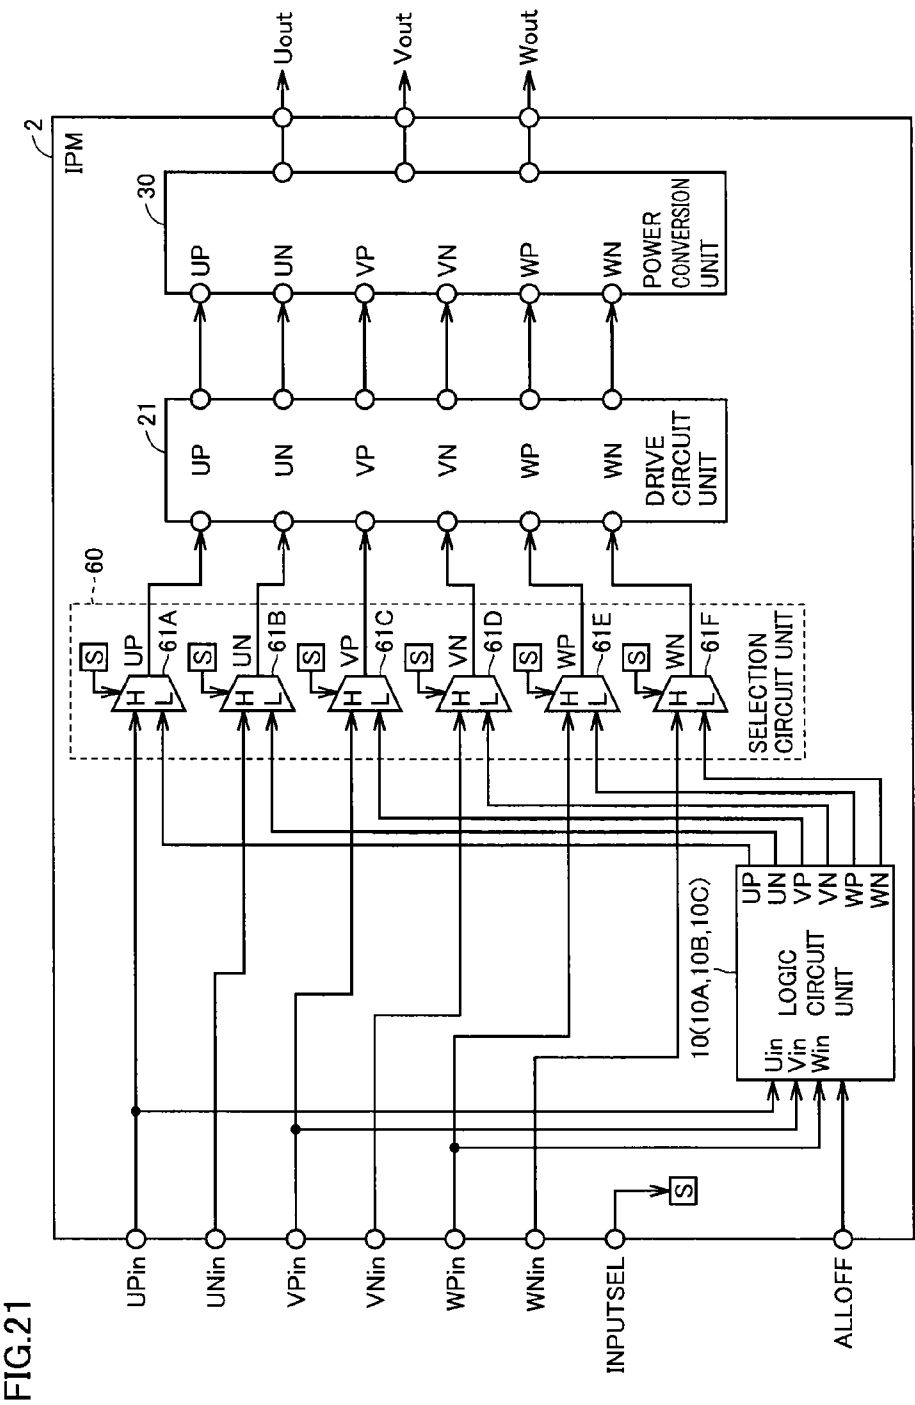 FIG.21
2
IPM
UPin
UNin
VPin
VNin
WPin
WNin
INPUTSEL
ALLOFF
S
10(10A,10B,10C)
Uin
Vin
Win
LOGIC
CIRCUIT
UNIT
UP
UN
VP
VN
WP
WN
60
S
H
L
UP
61A
S
H
L
UN
61B
S
H
L
VP
61C
S
H
L
VN
61D
S
H
L
WP
61E
S
H
L
WN
61F
SELECTION
CIRCUIT UNIT
21
UP
UN
VP
VN
WP
WN
DRIVE
CIRCUIT
UNIT
30
UP
UN
VP
VN
WP
WN
POWER
CONVERSION
UNIT
Uout
Vout
Wout